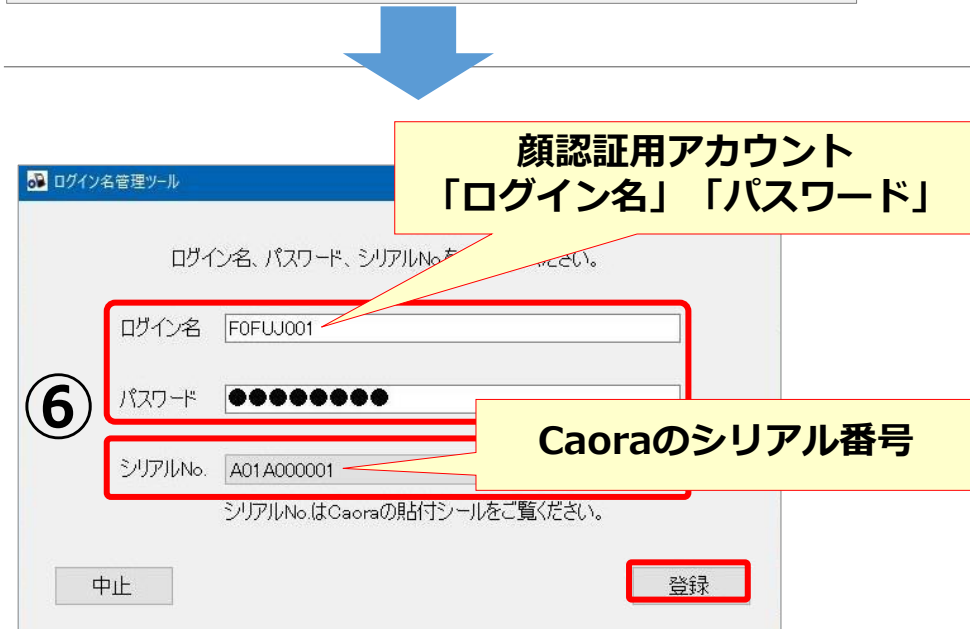 顔認証用アカウント
「ログイン名」「パスワード」
ログイン名管理ツール
ログイン名、パスワード、シリアルNo.を ください。
ログイン名 F0FUJ001
⑥
パスワード ●●●●●●●●
Caoraのシリアル番号
シリアルNo. A01A000001
シリアルNo.はCaoraの貼付シールをご覧ください。
中止 登録